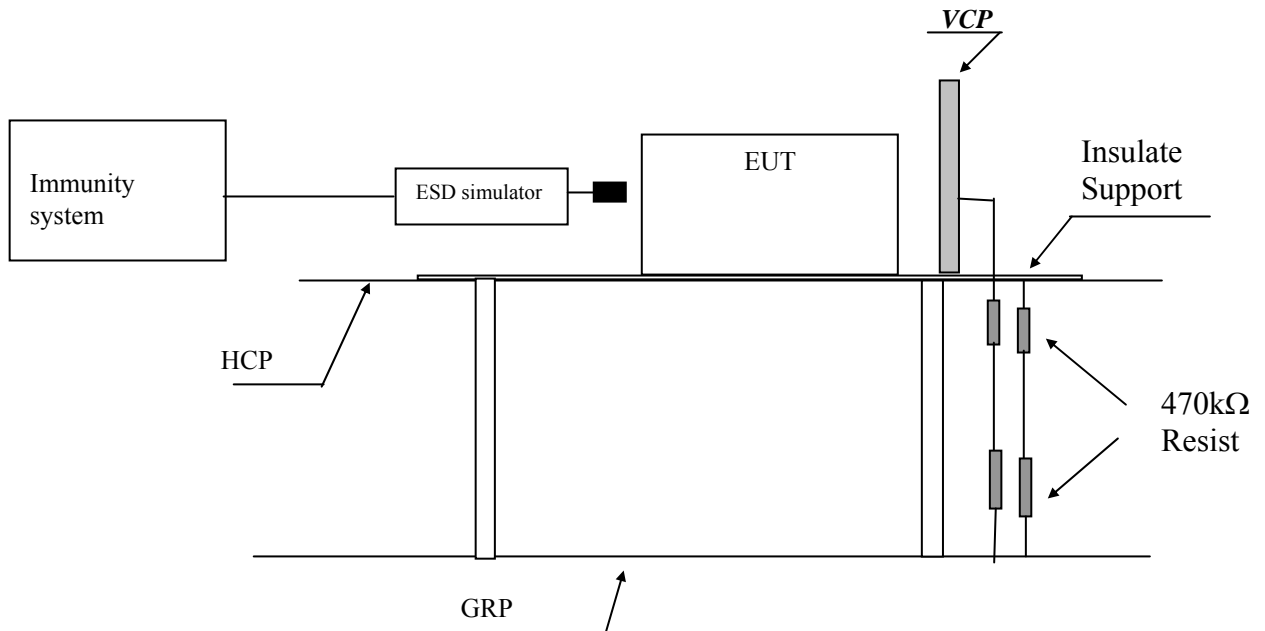 VCP
Immunity
system
ESD simulator
EUT
Insulate
Support
HCP
470kΩ
Resist
GRP